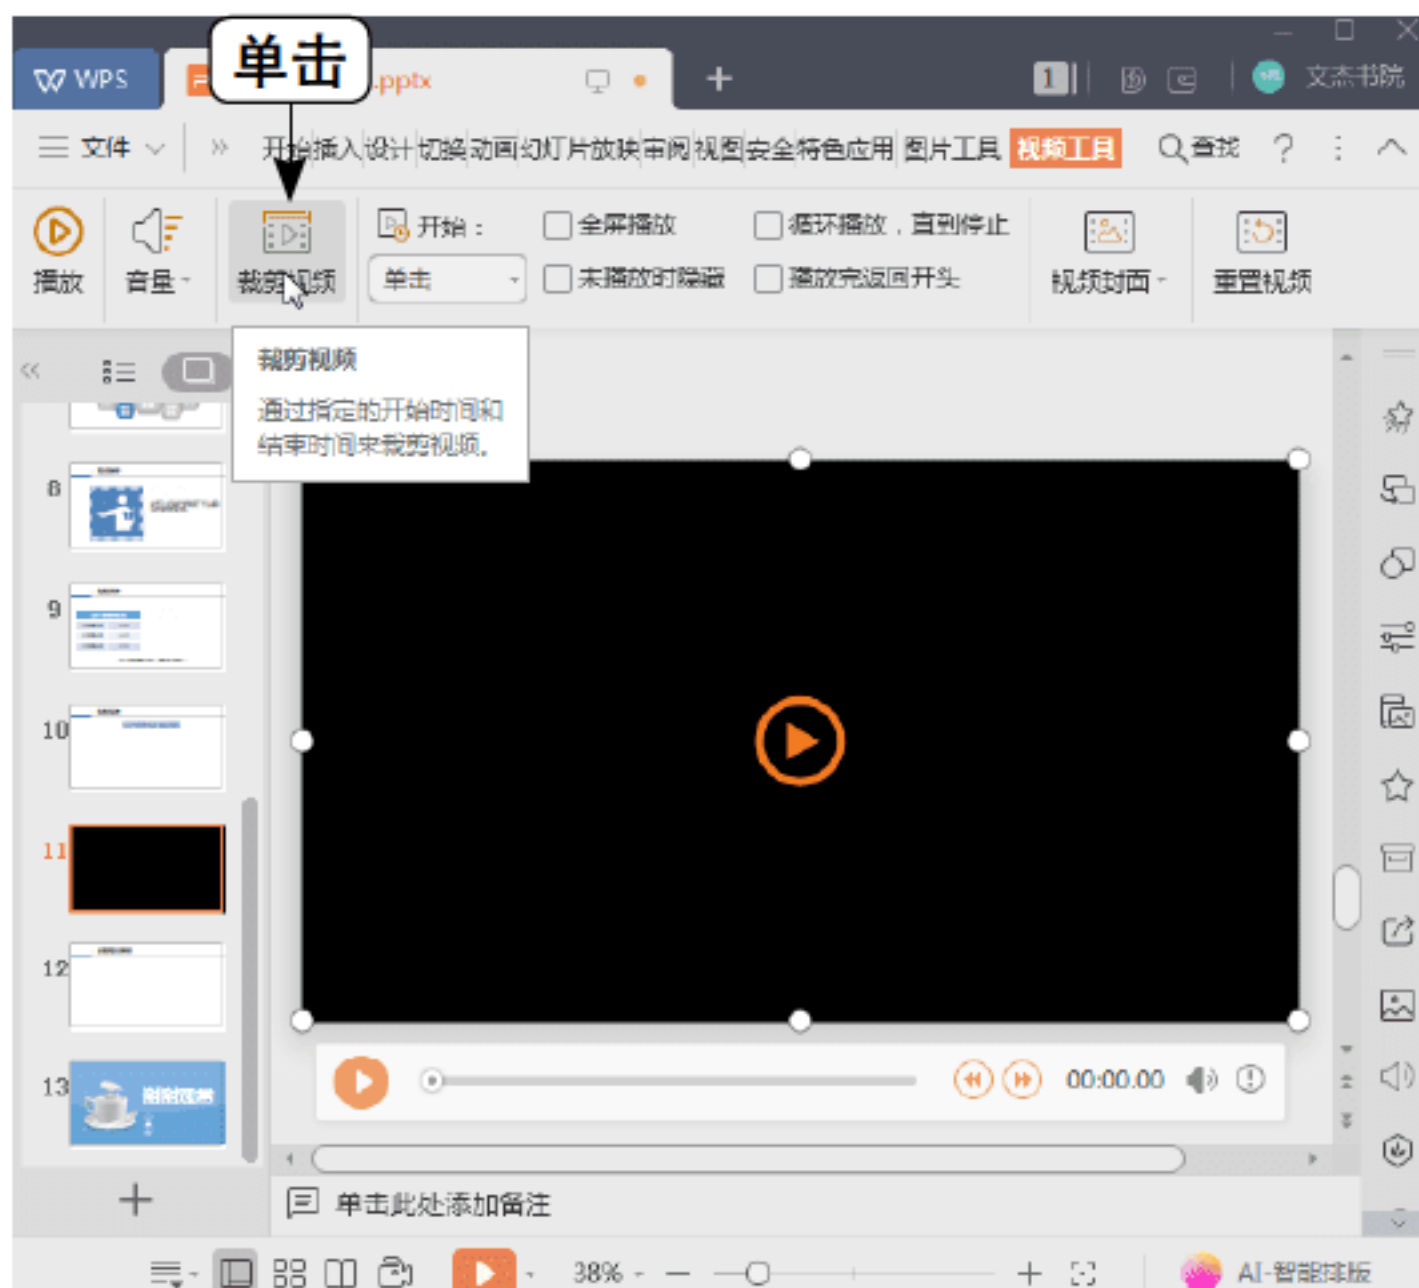 单击
WPS
.pptx
1
文杰书院
文件
开始 插入 设计 切换 动画 幻灯片放映 审阅 视图 安全 特色应用 图片工具 视频工具 查找 ?
播放
音量
裁剪视频
开始：
单击
全屏播放
未播放时隐藏
循环播放，直到停止
播放完返回开头
视频封面
重置视频
裁剪视频
通过指定的开始时间和
结束时间来裁剪视频。
8
9
10
11
12
13
谢谢观赏
00:00.00
单击此处添加备注
38%
AI-智能排版